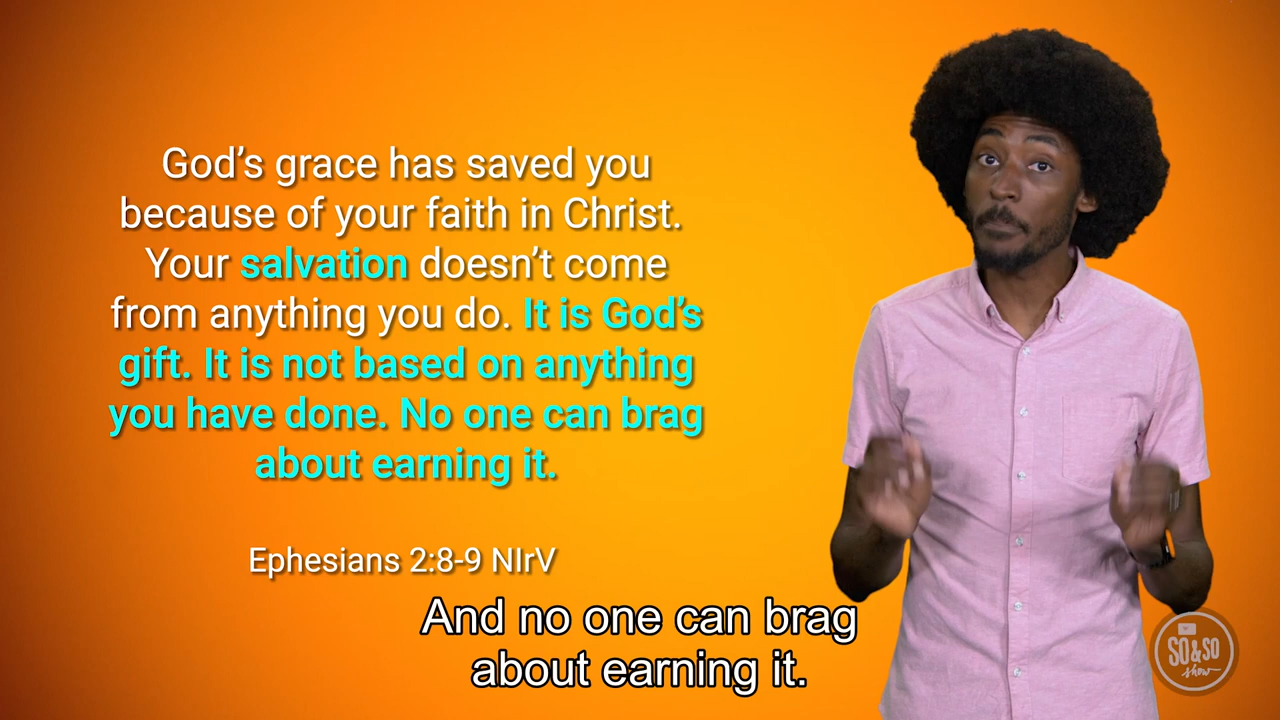 God’s grace has saved you
because of your faith in Christ.
Your salvation doesn’t come
from anything you do. It is God’s
gift. It is not based on anything
you have done. No one can brag
about earning it.
Ephesians 2:8-9 NIrV
And no one can brag
about earning it.
SO & SO
show